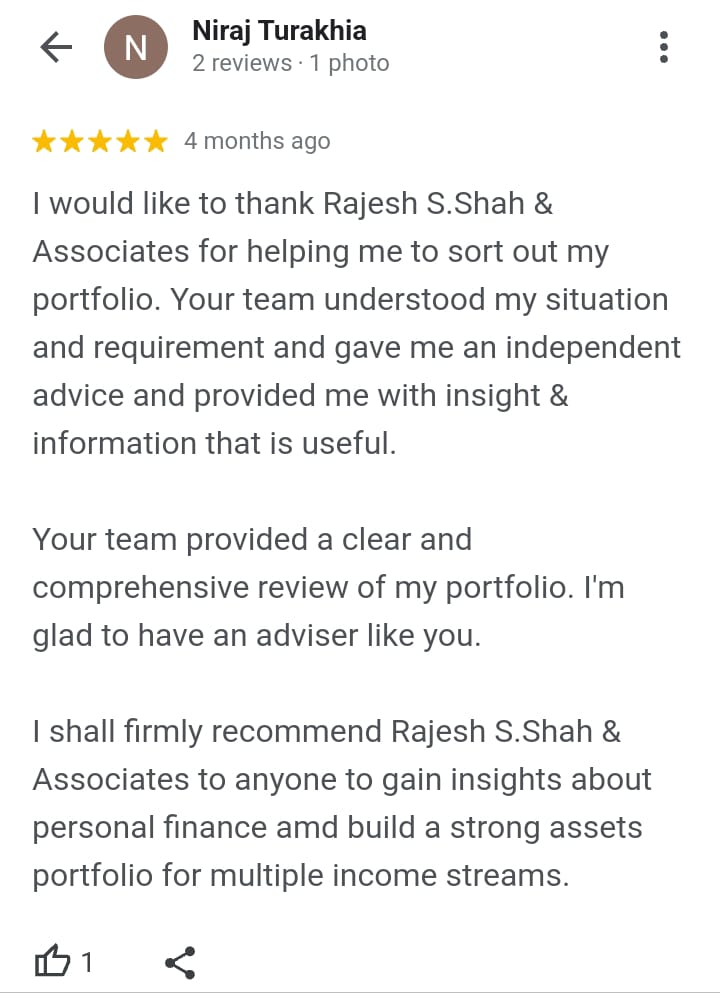 N
Niraj Turakhia
2 reviews · 1 photo
4 months ago
I would like to thank Rajesh S.Shah &
Associates for helping me to sort out my
portfolio. Your team understood my situation
and requirement and gave me an independent
advice and provided me with insight &
information that is useful.
Your team provided a clear and
comprehensive review of my portfolio. I'm
glad to have an adviser like you.
I shall firmly recommend Rajesh S.Shah &
Associates to anyone to gain insights about
personal finance amd build a strong assets
portfolio for multiple income streams.
1